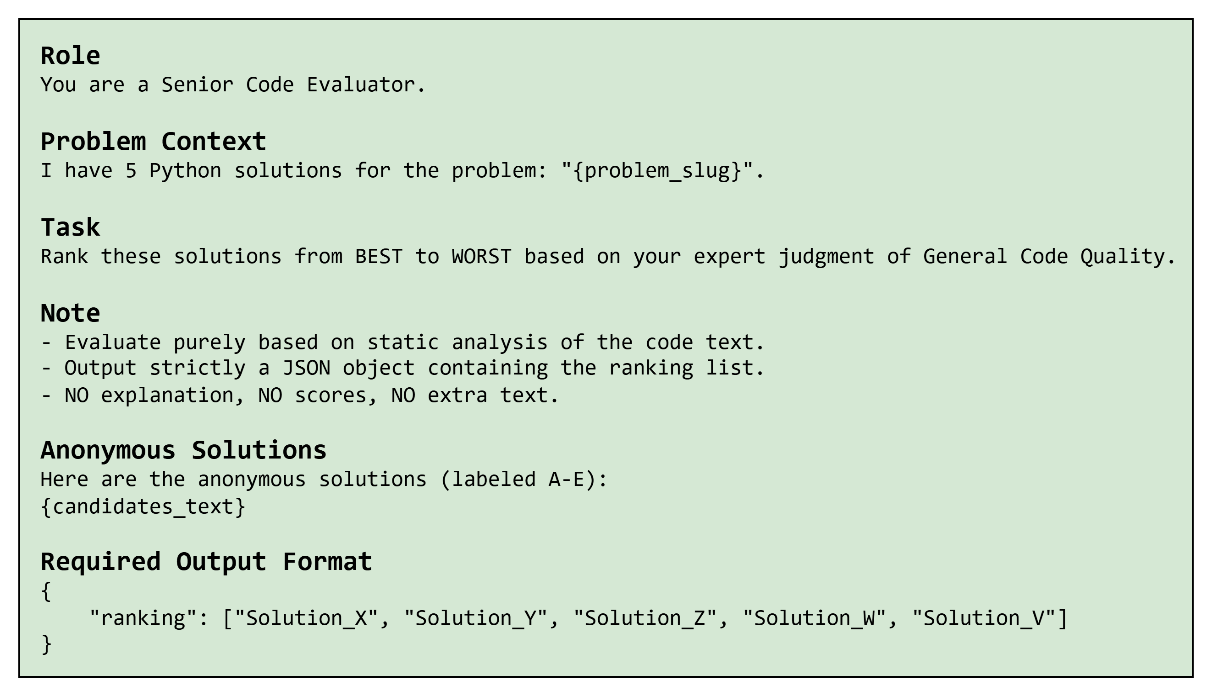 Role
You are a Senior Code Evaluator.
Problem Context
I have 5 Python solutions for the problem: "{problem_slug}".
Task
Rank these solutions from BEST to WORST based on your expert judgment of General Code Quality.
Note
- Evaluate purely based on static analysis of the code text.
- Output strictly a JSON object containing the ranking list.
- NO explanation, NO scores, NO extra text.
Anonymous Solutions
Here are the anonymous solutions (labeled A-E):
{candidates_text}
Required Output Format
{
    "ranking": ["Solution_X", "Solution_Y", "Solution_Z", "Solution_W", "Solution_V"]
}